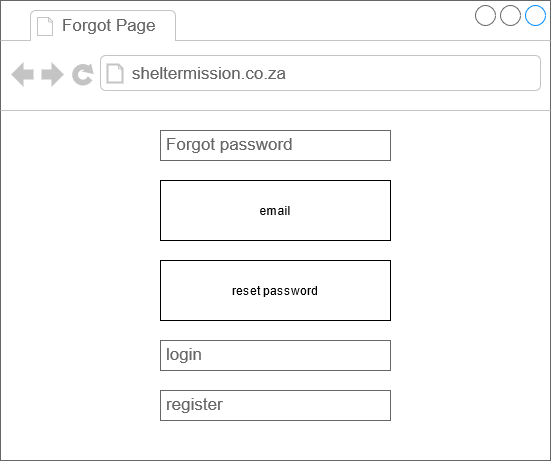 Forgot Page
sheltermission.co.za
Forgot password
email
reset password
login
register